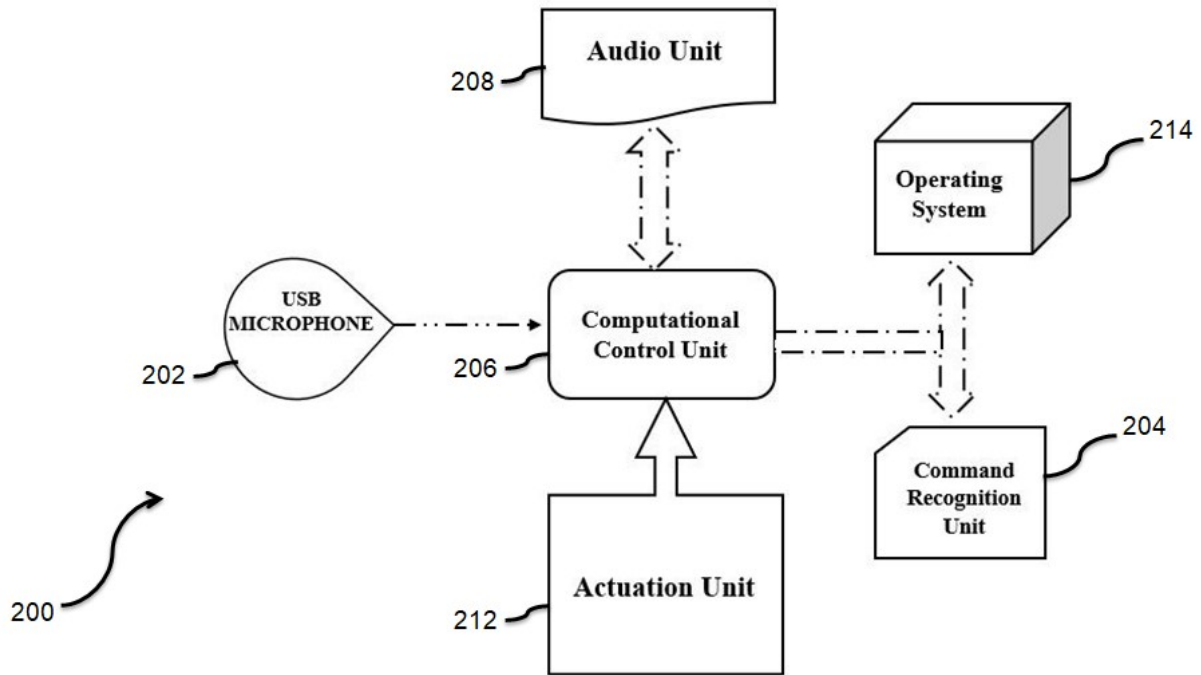 Audio Unit
208
214
Operating
System
USB
MICROPHONE
202
Computational
Control Unit
206
204
Command
Recognition
Unit
Actuation Unit
212
200